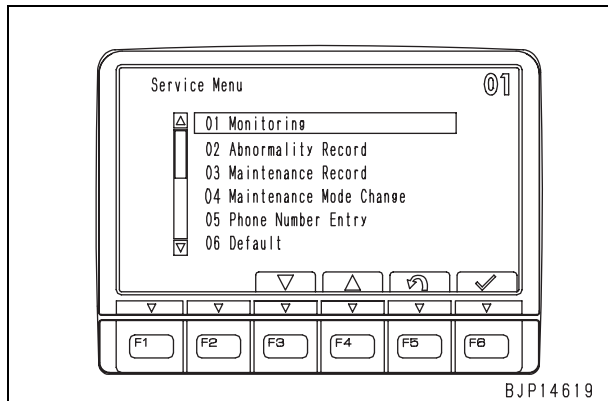 Service Menu 01
01 Monitoring
02 Abnormality Record
03 Maintenance Record
04 Maintenance Mode Change
05 Phone Number Entry
06 Default
F1 F2 F3 F4 F5 F6
BJP14619